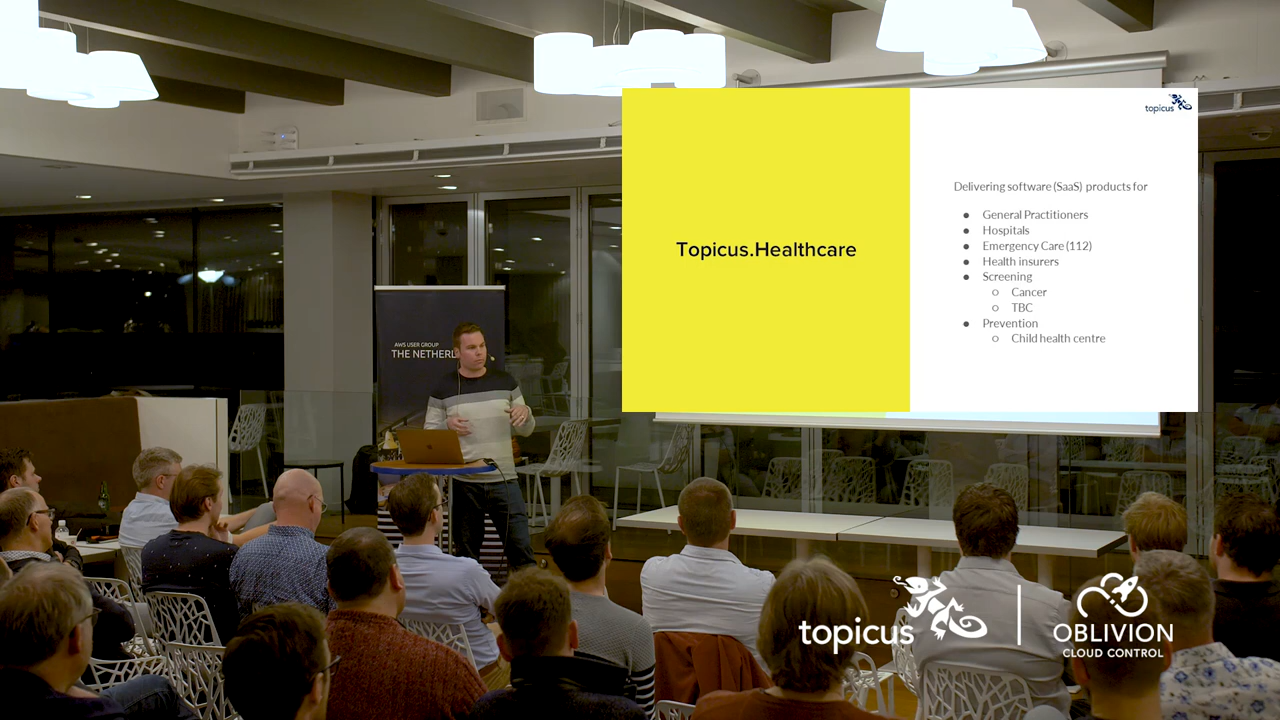 topicus
Delivering software (SaaS) products for
● General Practitioners
● Hospitals
● Emergency Care (112)
● Health insurers
● Screening
○ Cancer
○ TBC
● Prevention
○ Child health centre
Topicus.Healthcare
AWS USER GROUP
THE NETHERL
topicus
OBLIVION
CLOUD CONTROL